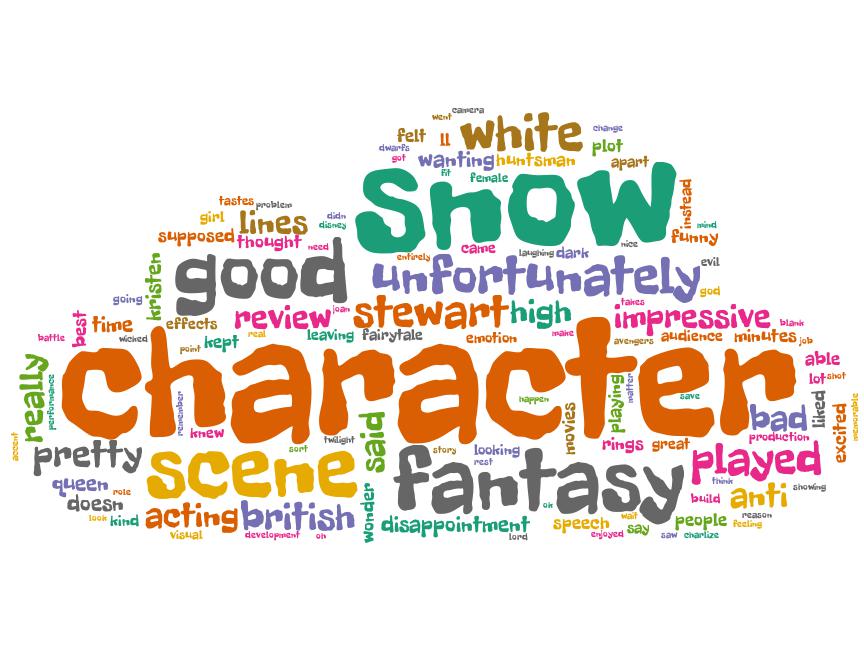 camera
went
white
change
felt
ll
plot
dwarfs
got
wanting
huntsman
apart
fit
female
Snow
instead
tastes
problem
girl
lines
didn
disney
mind
supposed
thought
need
funny
came
laughing
dark
nice
entirely
evil
kristen
good
unfortunately
god
going
best
time
effects
review
joan
stewart
high
takes
impressive
blank
battle
wicked
point
kept
real
leaving
fairytale
emotion
make
avengers
audience
minutes
job
character
able
lot
shot
really
performance
remember
happen
playing
matter
save
liked
excited
memorable
bad
knew
said
movies
production
accent
pretty
sort
twilight
story
looking
rest
rings
great
played
scene
fantasy
queen
role
think
showing
doesn
build
anti
look
kind
acting
british
wonder
disappointment
ok
speech
wait
say
people
reason
feeling
visual
development
oh
lord
enjoyed
saw
charlize